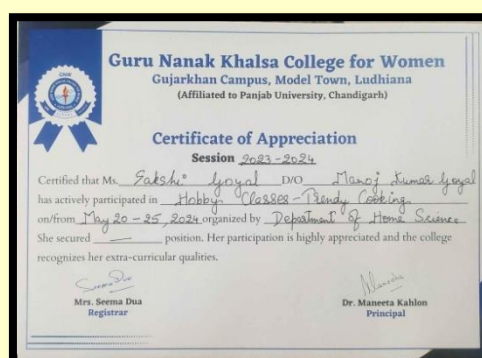 Guru Nanak Khalsa College for Women
Gujarkhan Campus, Model Town, Ludhiana
(Affiliated to Panjab University, Chandigarh)
Certificate of Appreciation
Session 2023-2024
Certified that Ms. Sakshi Goyal D/O Manoj Kumar Goyal
has actively participated in Hobby Classes - Trendy Cooking
on/from May 20-25, 2024 organized by Department of Home Science
She secured — position. Her participation is highly appreciated and the college
recognizes her extra-curricular qualities.
Seema Dua
Mrs. Seema Dua
Registrar
Maneeta
Dr. Maneeta Kahlon
Principal